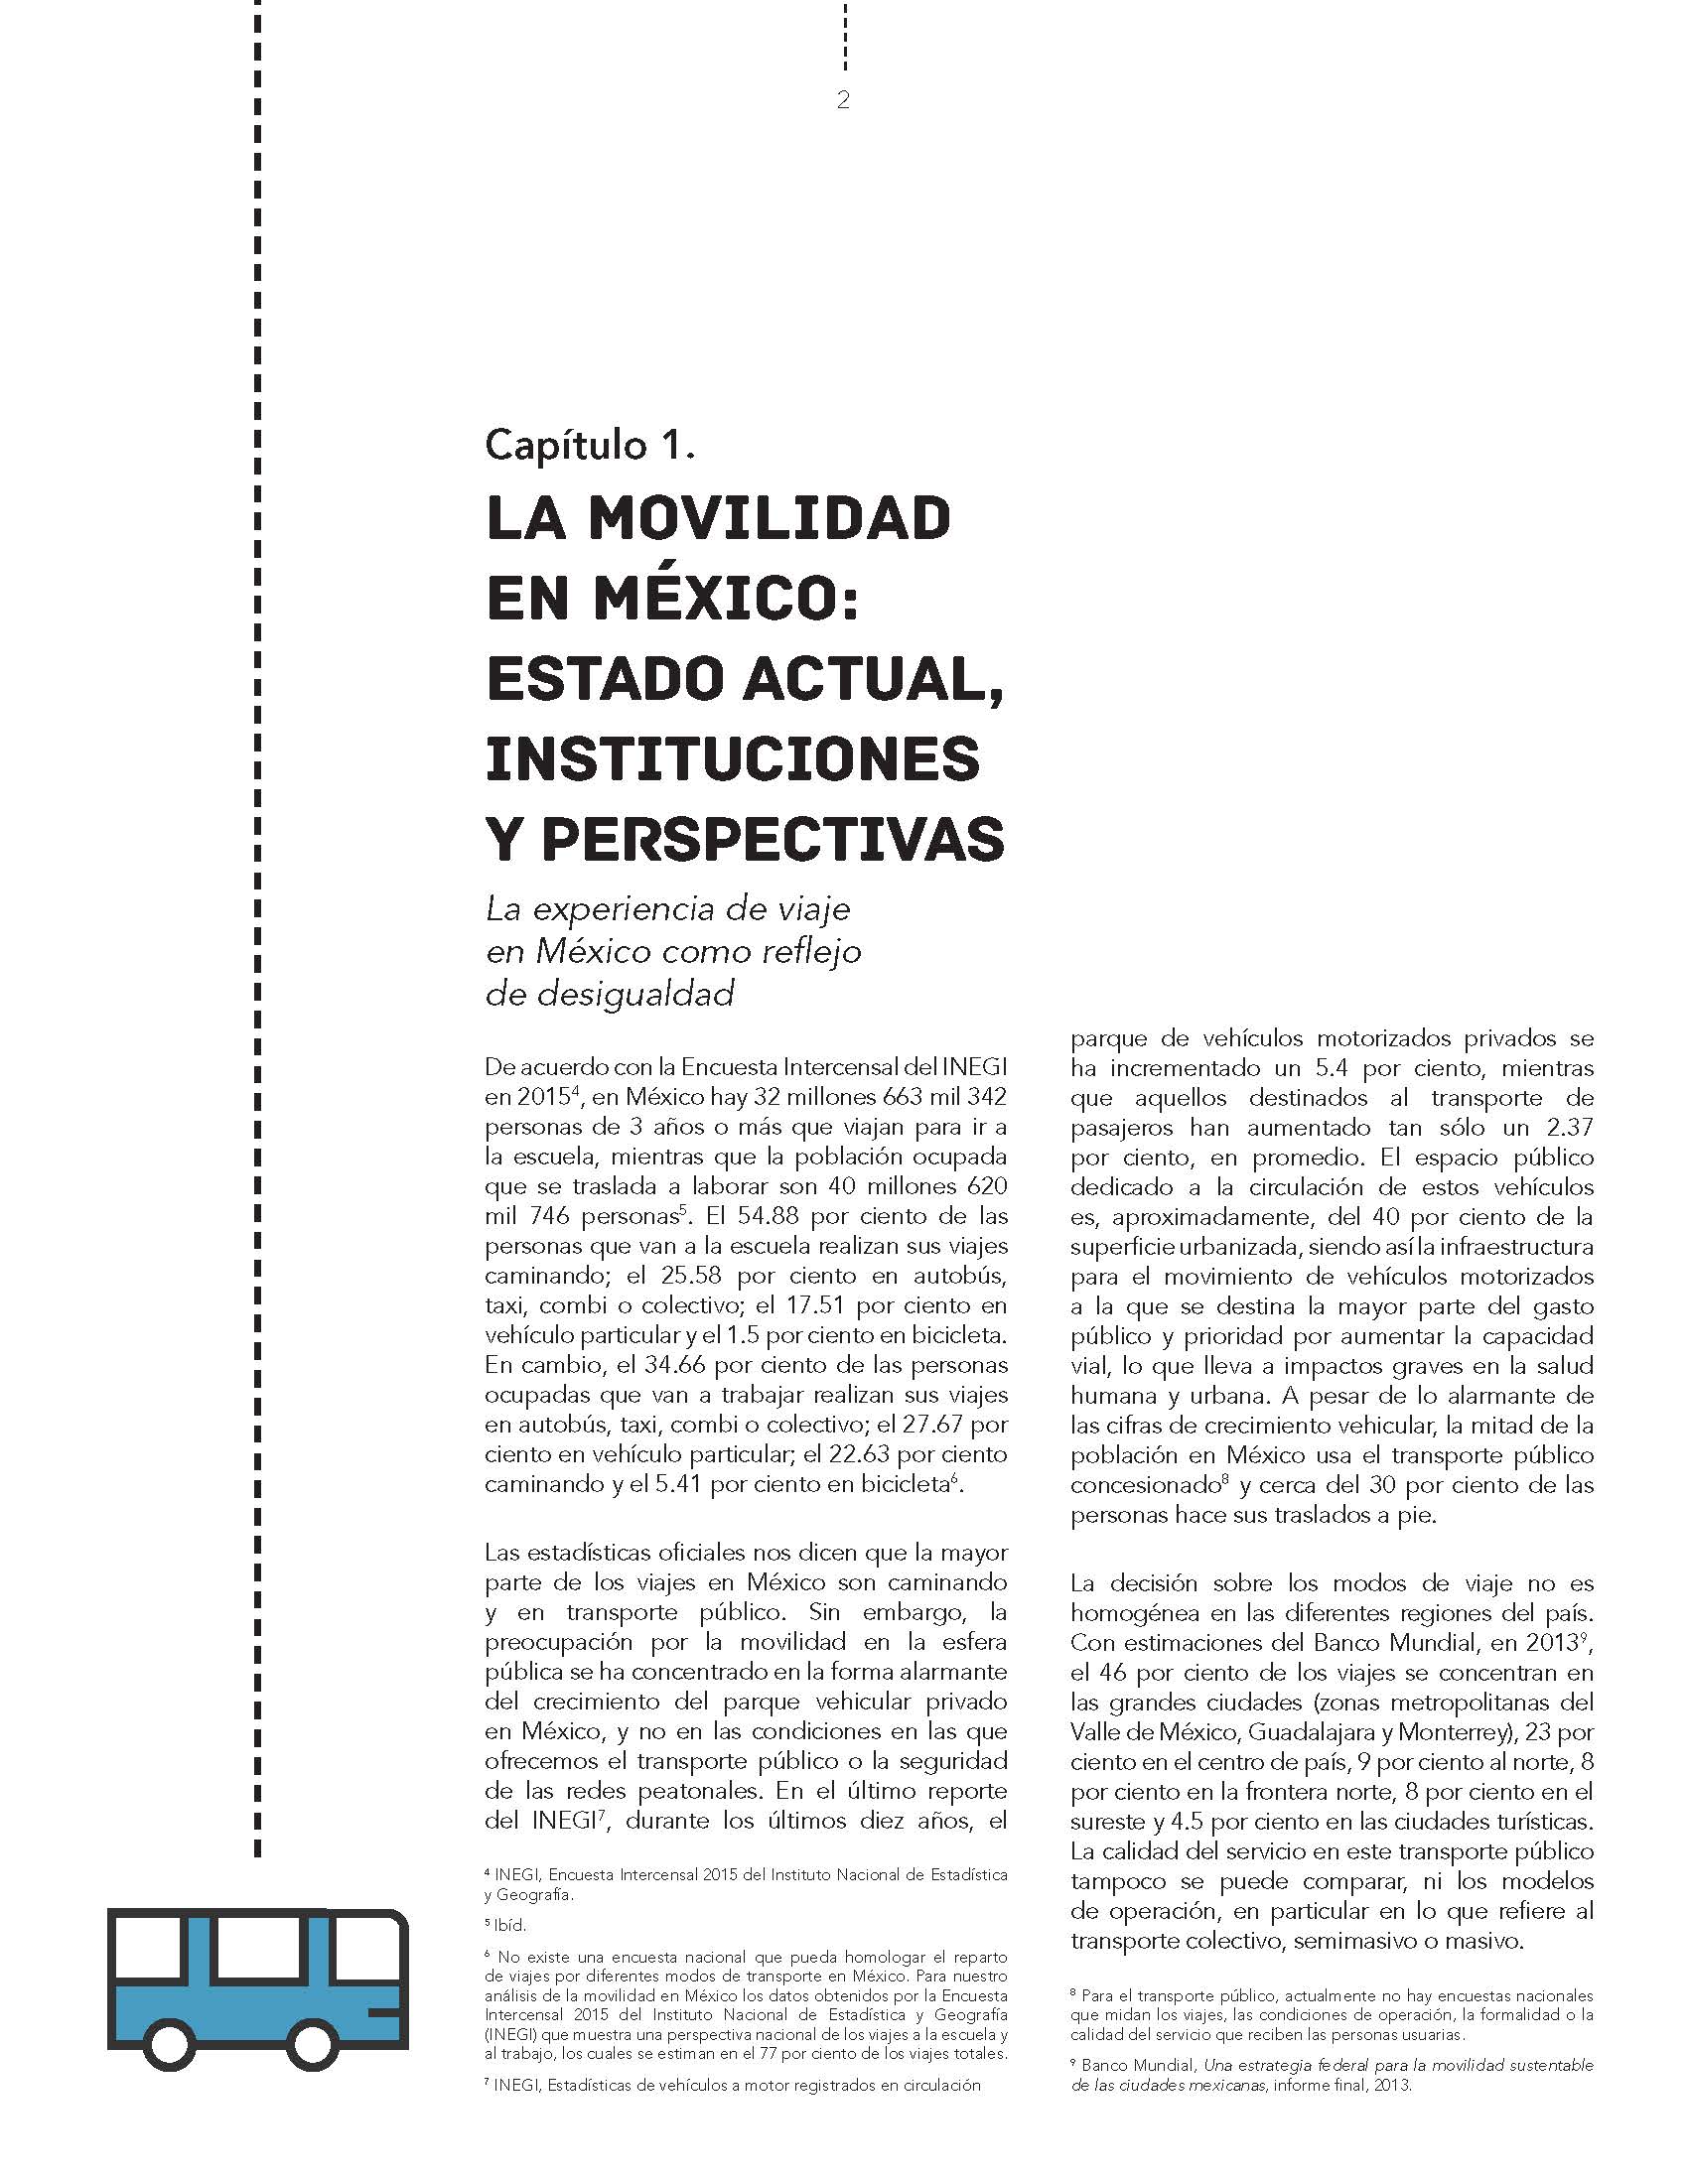 2
Capítulo 1.
LA MOVILIDAD
EN MÉXICO:
ESTADO ACTUAL,
INSTITUCIONES
Y PERSPECTIVAS
La experiencia de viaje
en México como reflejo
de desigualdad
De acuerdo con la Encuesta Intercensal del INEGI
en 2015⁴, en México hay 32 millones 663 mil 342
personas de 3 años o más que viajan para ir a
la escuela, mientras que la población ocupada
que se traslada a laborar son 40 millones 620
mil 746 personas⁵. El 54.88 por ciento de las
personas que van a la escuela realizan sus viajes
caminando; el 25.58 por ciento en autobús,
taxi, combi o colectivo; el 17.51 por ciento en
vehículo particular y el 1.5 por ciento en bicicleta.
En cambio, el 34.66 por ciento de las personas
ocupadas que van a trabajar realizan sus viajes
en autobús, taxi, combi o colectivo; el 27.67 por
ciento en vehículo particular; el 22.63 por ciento
caminando y el 5.41 por ciento en bicicleta⁶.
Las estadísticas oficiales nos dicen que la mayor
parte de los viajes en México son caminando
y en transporte público. Sin embargo, la
preocupación por la movilidad en la esfera
pública se ha concentrado en la forma alarmante
del crecimiento del parque vehicular privado
en México, y no en las condiciones en las que
ofrecemos el transporte público o la seguridad
de las redes peatonales. En el último reporte
del INEGI⁷, durante los últimos diez años, el
⁴ INEGI, Encuesta Intercensal 2015 del Instituto Nacional de Estadística
y Geografía.
⁵ Ibíd.
⁶ No existe una encuesta nacional que pueda homologar el reparto
de viajes por diferentes modos de transporte en México. Para nuestro
análisis de la movilidad en México los datos obtenidos por la Encuesta
Intercensal 2015 del Instituto Nacional de Estadística y Geografía
(INEGI) que muestra una perspectiva nacional de los viajes a la escuela y
al trabajo, los cuales se estiman en el 77 por ciento de los viajes totales.
⁷ INEGI, Estadísticas de vehículos a motor registrados en circulación
parque de vehículos motorizados privados se
ha incrementado un 5.4 por ciento, mientras
que aquellos destinados al transporte de
pasajeros han aumentado tan sólo un 2.37
por ciento, en promedio. El espacio público
dedicado a la circulación de estos vehículos
es, aproximadamente, del 40 por ciento de la
superficie urbanizada, siendo así la infraestructura
para el movimiento de vehículos motorizados
a la que se destina la mayor parte del gasto
público y prioridad por aumentar la capacidad
vial, lo que lleva a impactos graves en la salud
humana y urbana. A pesar de lo alarmante de
las cifras de crecimiento vehicular, la mitad de la
población en México usa el transporte público
concesionado⁸ y cerca del 30 por ciento de las
personas hace sus traslados a pie.
La decisión sobre los modos de viaje no es
homogénea en las diferentes regiones del país.
Con estimaciones del Banco Mundial, en 2013⁹,
el 46 por ciento de los viajes se concentran en
las grandes ciudades (zonas metropolitanas del
Valle de México, Guadalajara y Monterrey), 23 por
ciento en el centro de país, 9 por ciento al norte, 8
por ciento en la frontera norte, 8 por ciento en el
sureste y 4.5 por ciento en las ciudades turísticas.
La calidad del servicio en este transporte público
tampoco se puede comparar, ni los modelos
de operación, en particular en lo que refiere al
transporte colectivo, semimasivo o masivo.
⁸ Para el transporte público, actualmente no hay encuestas nacionales
que midan los viajes, las condiciones de operación, la formalidad o la
calidad del servicio que reciben las personas usuarias.
⁹ Banco Mundial, Una estrategia federal para la movilidad sustentable
de las ciudades mexicanas, informe final, 2013.